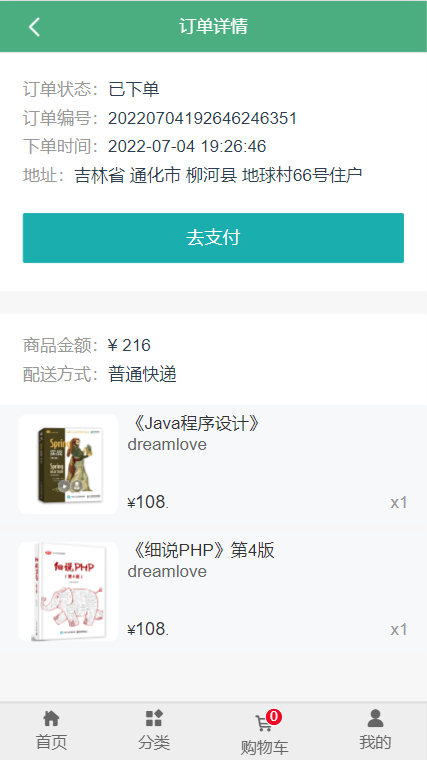 订单详情
订单状态：已下单
订单编号：20220704192646246351
下单时间：2022-07-04 19:26:46
地址：吉林省 通化市 柳河县 地球村66号住户
去支付
商品金额：¥ 216
配送方式：普通快递
Spring
实战
Spring
《Java程序设计》
dreamlove
¥108.
x1
细说PHP
（第4版）
《细说PHP》第4版
dreamlove
¥108.
x1
0
首页
分类
购物车
我的